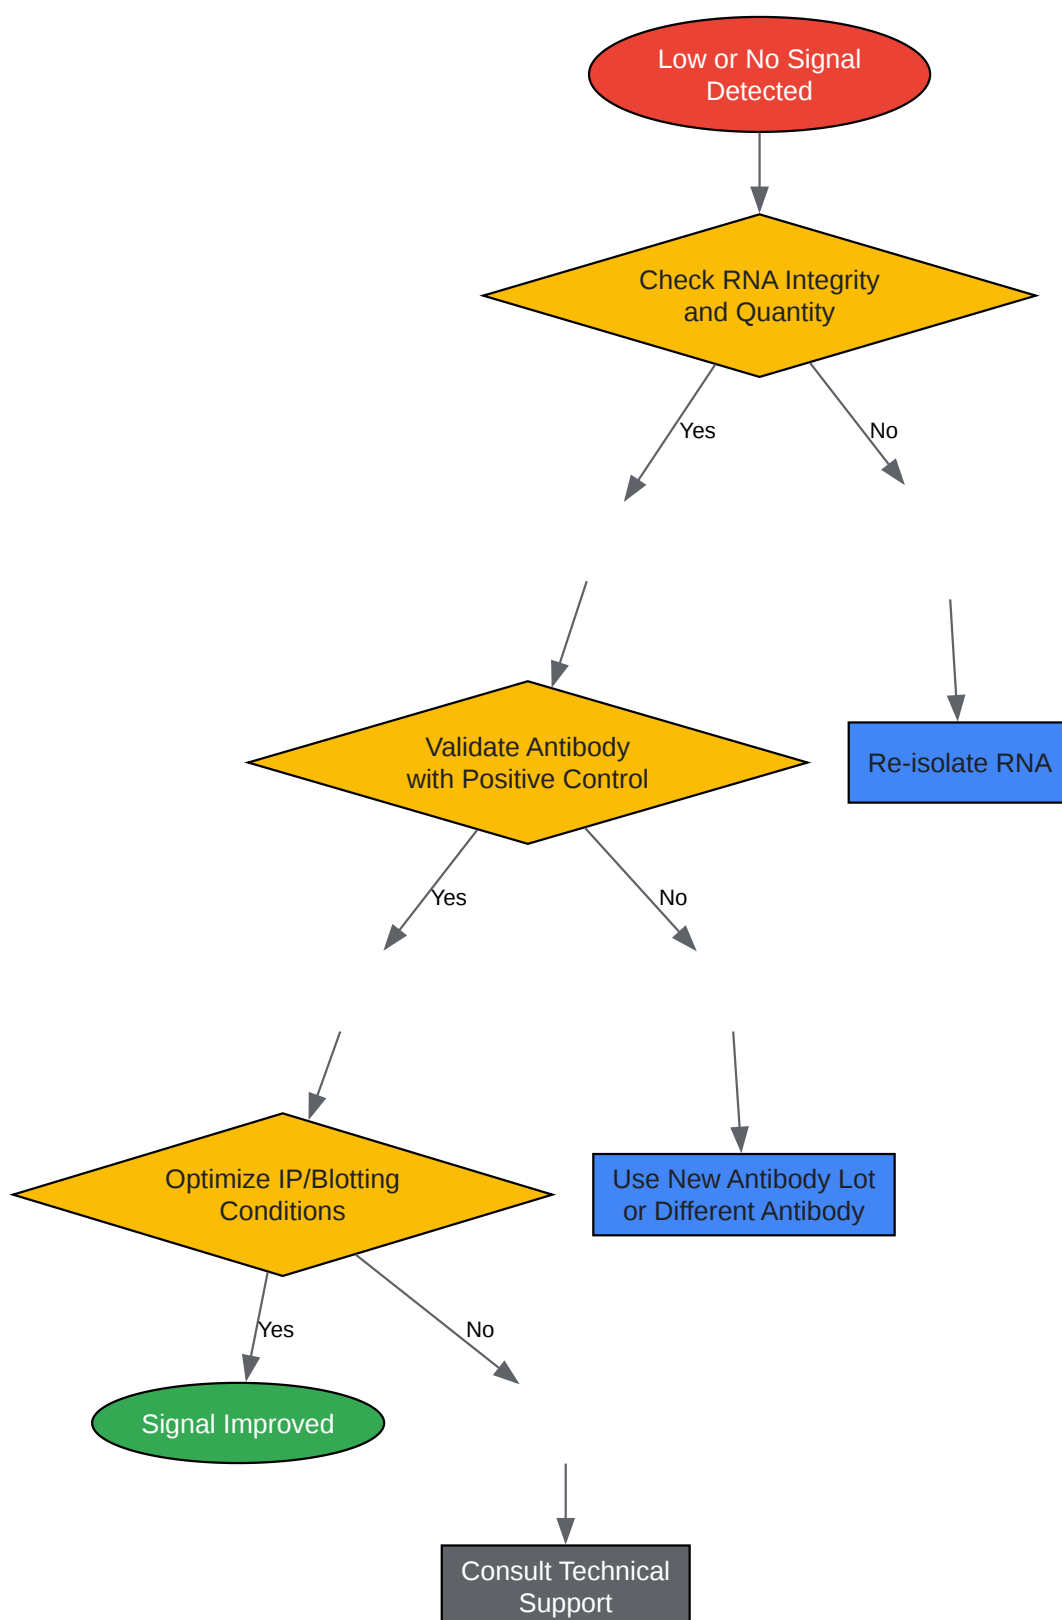 Low or No Signal
Detected
Check RNA Integrity
and Quantity
Yes
No
Validate Antibody
with Positive Control
Re-isolate RNA
Yes
No
Optimize IP/Blotting
Conditions
Use New Antibody Lot
or Different Antibody
Yes
No
Signal Improved
Consult Technical
Support